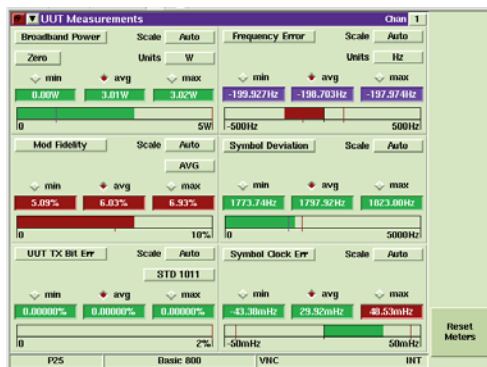 UUT Measurements Chan 1
Broadband Power Scale Auto
Zero Units W
min avg max
0.00W 3.01W 3.02W
0 5W
Frequency Error Scale Auto
Units Hz
min avg max
-199.927Hz -198.703Hz -197.974Hz
-500Hz 500Hz
Mod Fidelity Scale Auto
AVG
min avg max
5.09% 6.03% 6.93%
0 10%
Symbol Deviation Scale Auto
min avg max
1773.74Hz 1797.92Hz 1823.80Hz
0 5000Hz
UUT TX Bit Err Scale Auto
STD 1011
min avg max
0.00000% 0.00000% 0.00000%
0 2%
Symbol Clock Err Scale Auto
min avg max
-43.38mHz 29.92mHz 48.53mHz
-50mHz 50mHz
Reset
Meters
P25 Basic 800 VNC INT